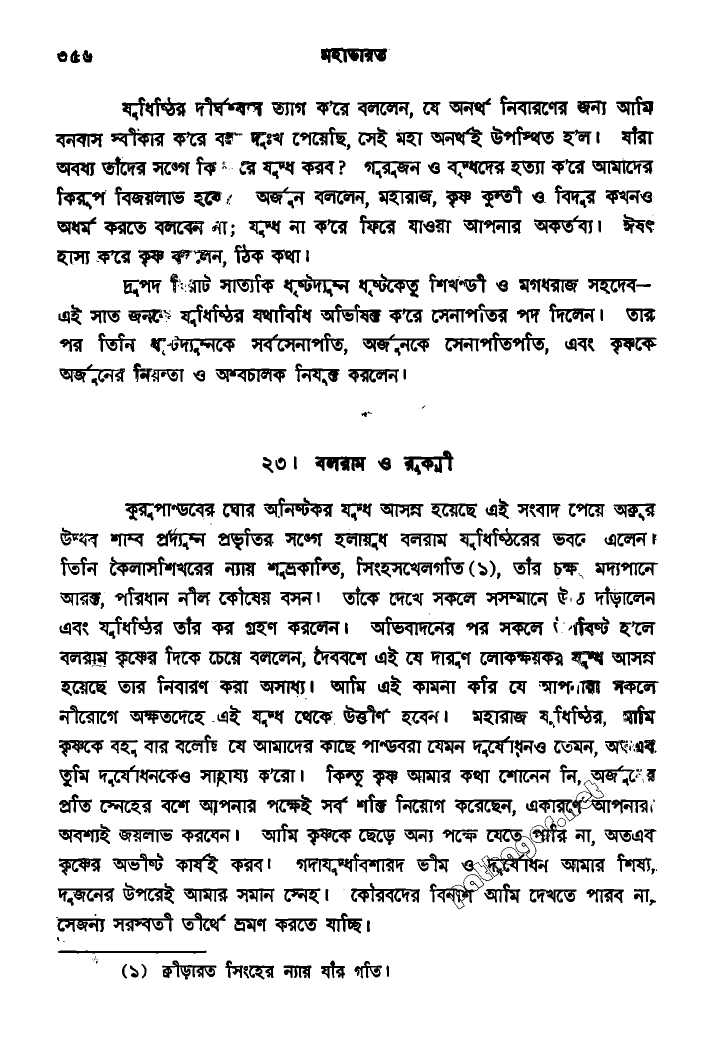 ৩৫৬
মহাভারত
যুধিষ্ঠির দীর্ঘশ্বাস ত্যাগ ক'রে বললেন, যে অনর্থ নিবারণের জন্য আমি
বনবাস স্বীকার ক'রে বহু দুঃখ পেয়েছি, সেই মহা অনর্থই উপস্থিত হ'ল। যাঁরা
অবধ্য তাঁদের সঙ্গে কি ক'রে যুদ্ধ করব? গুরুজন ও বৃদ্ধদের হত্যা ক'রে আমাদের
কিরূপ বিজয়লাভ হবে? অর্জুন বললেন, মহারাজ, কৃষ্ণ কুন্তী ও বিদুর কখনও
অধর্ম করতে বলবেন না; যুদ্ধ না ক'রে ফিরে যাওয়া আপনার অকর্তব্য। ঈষৎ
হাস্য ক'রে কৃষ্ণ বললেন, ঠিক কথা।
দ্রুপদ বিরাট সাত্যকি ধৃষ্টদ্যুম্ন ধৃষ্টকেতু শিখণ্ডী ও মগধরাজ সহদেব—
এই সাত জনকে যুধিষ্ঠির যথাবিধি অভিষিক্ত ক'রে সেনাপতির পদ দিলেন। তার
পর তিনি ধৃষ্টদ্যুম্নকে সর্বসেনাপতি, অর্জুনকে সেনাপতিপতি, এবং কৃষ্ণকে
অর্জুনের নিয়ন্তা ও অশ্বচালক নিযুক্ত করলেন।
২৩। বলরাম ও রুক্মী
কুরুপাণ্ডবের ঘোর অনিষ্টকর যুদ্ধ আসন্ন হয়েছে এই সংবাদ পেয়ে অক্রূর
উদ্ধব শাম্ব প্রদ্যুম্ন প্রভৃতির সঙ্গে হলায়ুধ বলরাম যুধিষ্ঠিরের ভবনে এলেন।
তিনি কৈলাসশিখরের ন্যায় শুভ্রকান্তি, সিংহসখেলগতি (১), তাঁর চক্ষু মদ্যপানে
আরক্ত, পরিধান নীল কৌষেয় বসন। তাঁকে দেখে সকলে সসম্মানে উঠে দাঁড়ালেন
এবং যুধিষ্ঠির তাঁর কর গ্রহণ করলেন। অভিবাদনের পর সকলে উপবিষ্ট হ'লে
বলরাম কৃষ্ণের দিকে চেয়ে বললেন, দৈববশে এই যে দারুণ লোকক্ষয়কর যুদ্ধ আসন্ন
হয়েছে তার নিবারণ করা অসাধ্য। আমি এই কামনা করি যে আপনারা সকলে
নীরোগে অক্ষতদেহে এই যুদ্ধ থেকে উত্তীর্ণ হবেন। মহারাজ যুধিষ্ঠির, আমি
কৃষ্ণকে বহু বার বলেছি যে আমাদের কাছে পাণ্ডবরা যেমন দুর্যোধনও তেমন, অতএব
তুমি দুর্যোধনকেও সাহায্য ক'রো। কিন্তু কৃষ্ণ আমার কথা শোনেন নি, অর্জুনের
প্রতি স্নেহের বশে আপনার পক্ষেই সর্ব শক্তি নিয়োগ করেছেন, একারণে আপনার
অবশ্যই জয়লাভ করবেন। আমি কৃষ্ণকে ছেড়ে অন্য পক্ষে যেতে পারি না, অতএব
কৃষ্ণের অভীষ্ট কার্যই করব। গদাযুদ্ধবিশারদ ভীম ও দুর্যোধন আমার শিষ্য,
দুজনের উপরেই আমার সমান স্নেহ। কৌরবদের বিনাশ আমি দেখতে পারব না,
সেজন্য সরস্বতী তীর্থে ভ্রমণ করতে যাচ্ছি।
(১) ক্রীড়ারত সিংহের ন্যায় যাঁর গতি।
pathagar.net